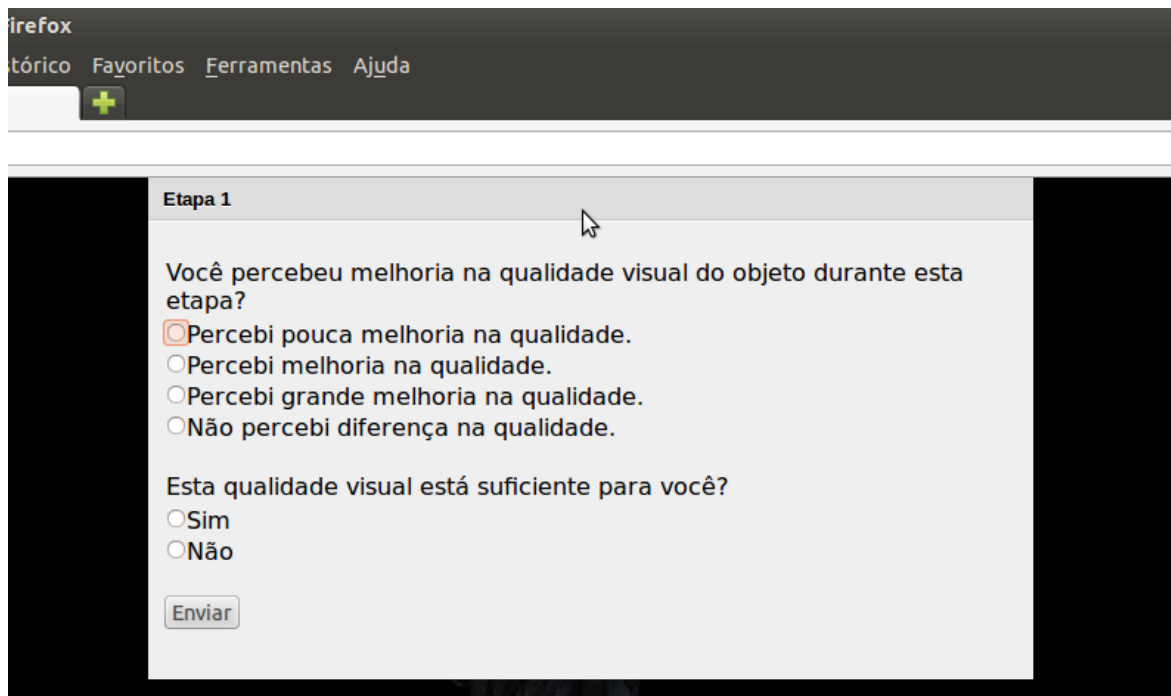 Firefox
stórico Favoritos Ferramentas Ajuda
Etapa 1
Você percebeu melhoria na qualidade visual do objeto durante esta
etapa?
Percebi pouca melhoria na qualidade.
Percebi melhoria na qualidade.
Percebi grande melhoria na qualidade.
Não percebi diferença na qualidade.
Esta qualidade visual está suficiente para você?
Sim
Não
Enviar